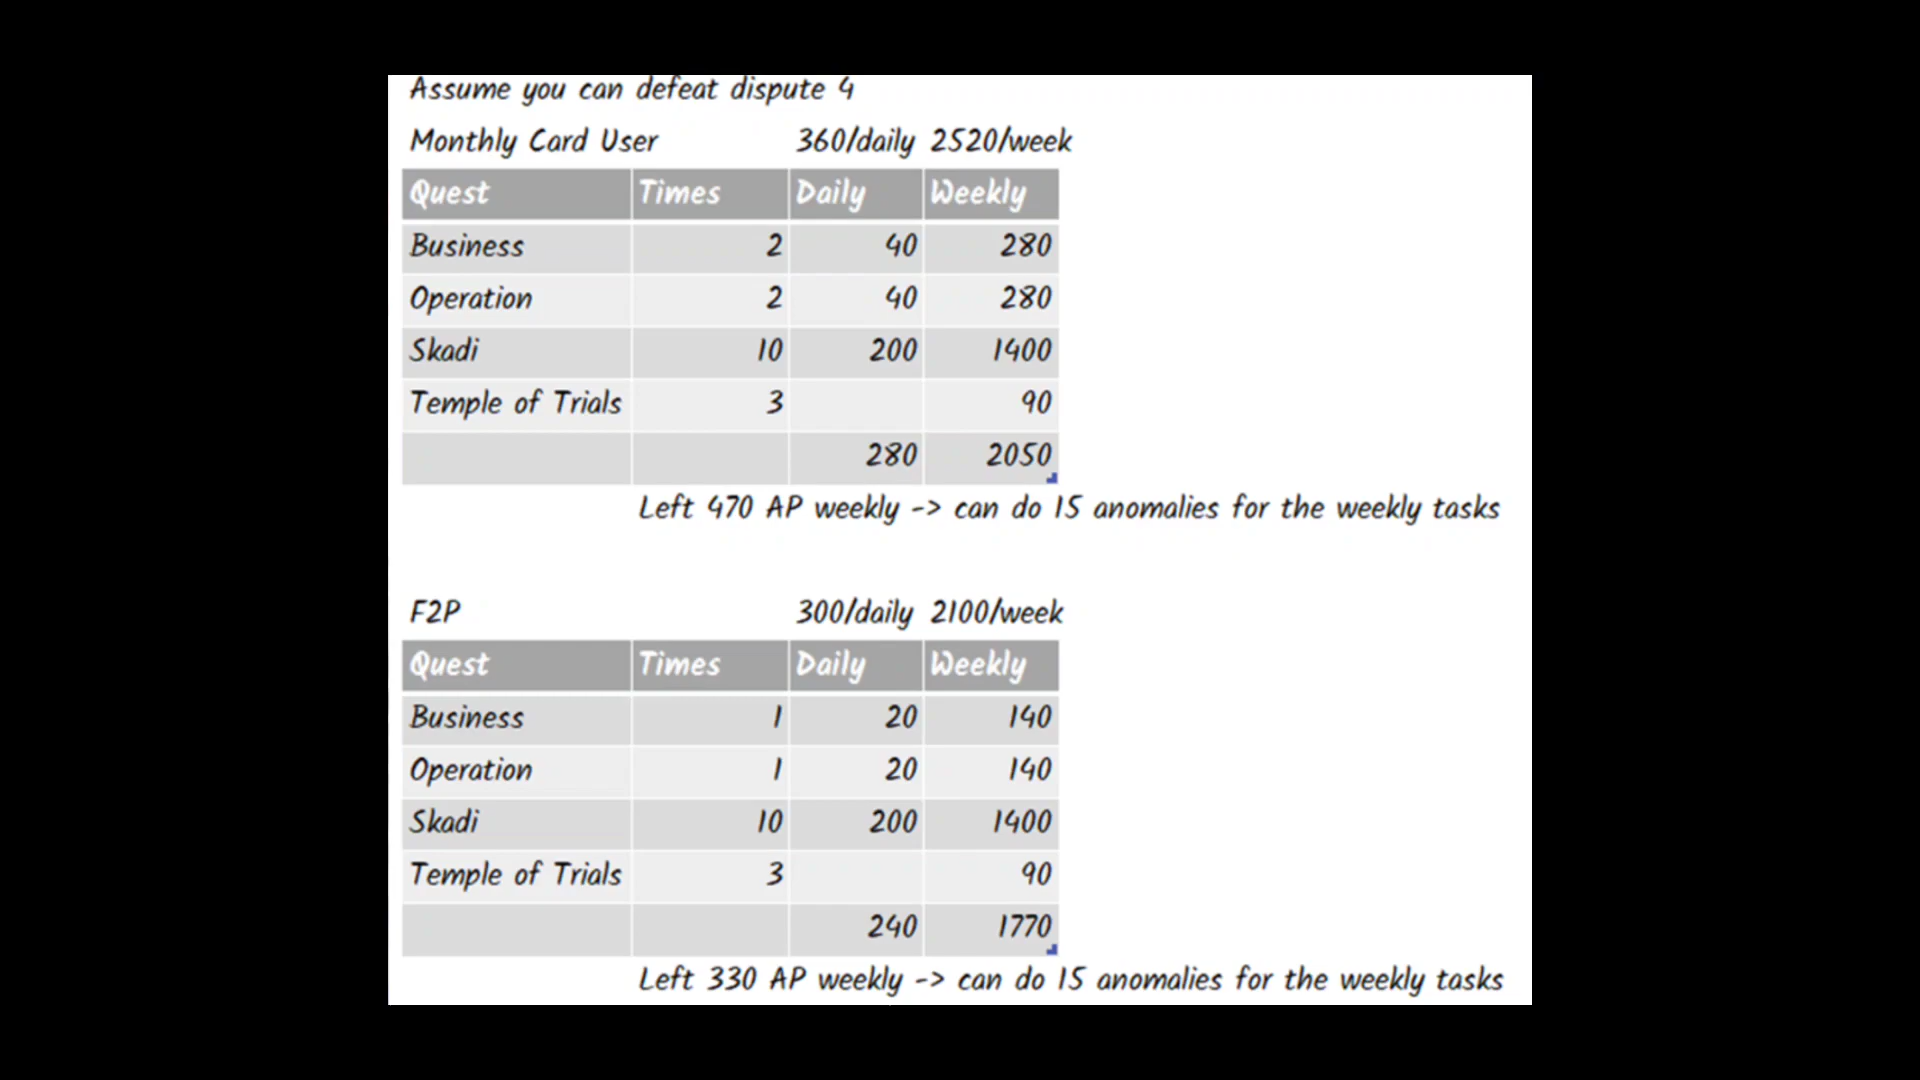 Assume you can defeat dispute 4
Monthly Card User 360/daily 2520/week
Quest Times Daily Weekly
Business 2 40 280
Operation 2 40 280
Skadi 10 200 1400
Temple of Trials 3 90
280 2050
Left 470 AP weekly -> can do 15 anomalies for the weekly tasks
F2P 300/daily 2100/week
Quest Times Daily Weekly
Business 1 20 140
Operation 1 20 140
Skadi 10 200 1400
Temple of Trials 3 90
240 1770
Left 330 AP weekly -> can do 15 anomalies for the weekly tasks